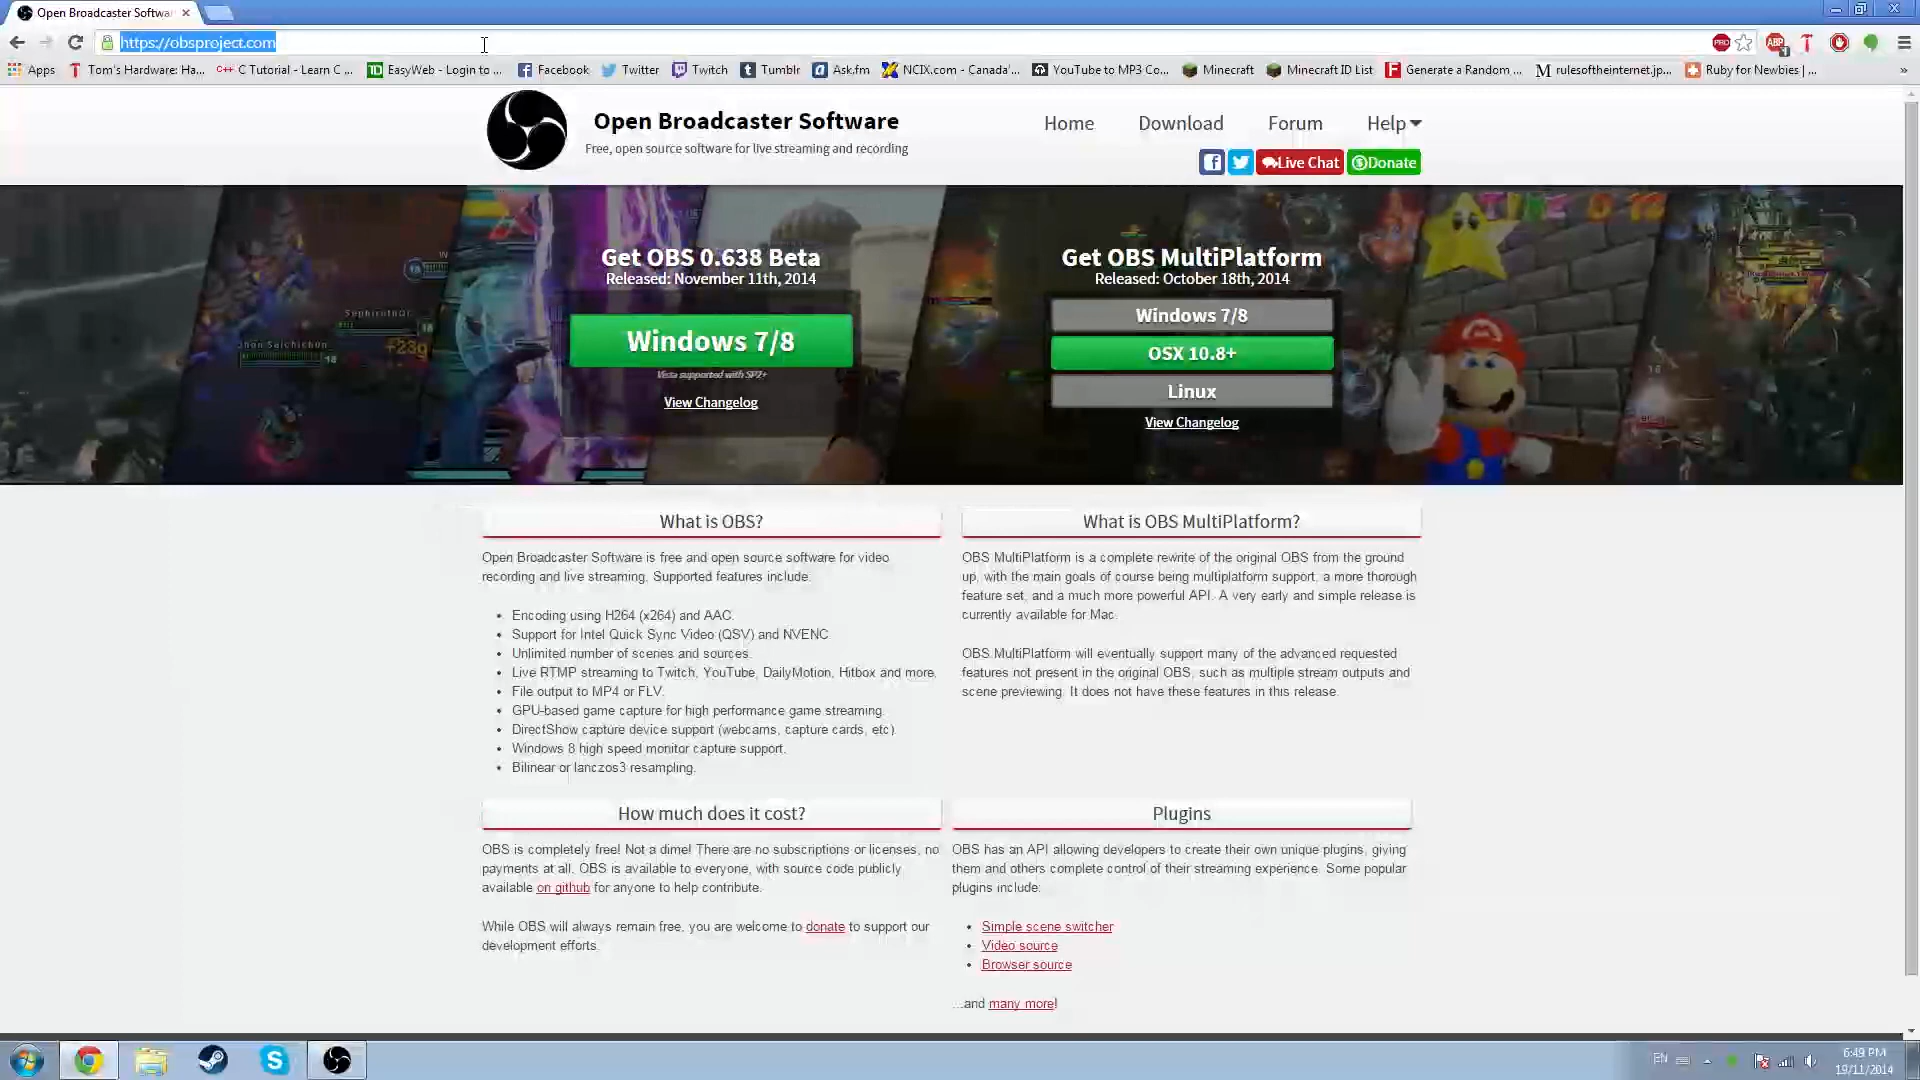 Open Broadcaster Softwa
https://obsproject.com
PRO
ABP
1
Apps
Tom's Hardware: Ha...
C++ C Tutorial - Learn C ...
TD EasyWeb - Login to ...
Facebook
Twitter
Twitch
Tumblr
Ask.fm
NCIX.com - Canada'...
YouTube to MP3 Co...
Minecraft
Minecraft ID List
Generate a Random ...
rulesoftheinternet.jp...
Ruby for Newbies | ...
»
Open Broadcaster Software
Free, open source software for live streaming and recording
Home
Download
Forum
Help
Live Chat
Donate
Get OBS 0.638 Beta
Released: November 11th, 2014
Windows 7/8
Vista supported with SP2+
View Changelog
Get OBS MultiPlatform
Released: October 18th, 2014
Windows 7/8
OSX 10.8+
Linux
View Changelog
Jhon Salchichon
18
+23g
18
What is OBS?
Open Broadcaster Software is free and open source software for video
recording and live streaming. Supported features include:
• Encoding using H264 (x264) and AAC.
• Support for Intel Quick Sync Video (QSV) and NVENC.
• Unlimited number of scenes and sources.
• Live RTMP streaming to Twitch, YouTube, DailyMotion, Hitbox and more.
• File output to MP4 or FLV.
• GPU-based game capture for high performance game streaming.
• DirectShow capture device support (webcams, capture cards, etc).
• Windows 8 high speed monitor capture support.
• Bilinear or lanczos3 resampling.
What is OBS MultiPlatform?
OBS MultiPlatform is a complete rewrite of the original OBS from the ground
up, with the main goals of course being multiplatform support, a more thorough
feature set, and a much more powerful API. A very early and simple release is
currently available for Mac.
OBS MultiPlatform will eventually support many of the advanced requested
features not present in the original OBS, such as multiple stream outputs and
scene previewing. It does not have these features in this release.
How much does it cost?
OBS is completely free! Not a dime! There are no subscriptions or licenses, no
payments at all. OBS is available to everyone, with source code publicly
available on github for anyone to help contribute.
While OBS will always remain free, you are welcome to donate to support our
development efforts.
Plugins
OBS has an API allowing developers to create their own unique plugins, giving
them and others complete control of their streaming experience. Some popular
plugins include:
• Simple scene switcher
• Video source
• Browser source
...and many more!
EN
6:49 PM
19/11/2014